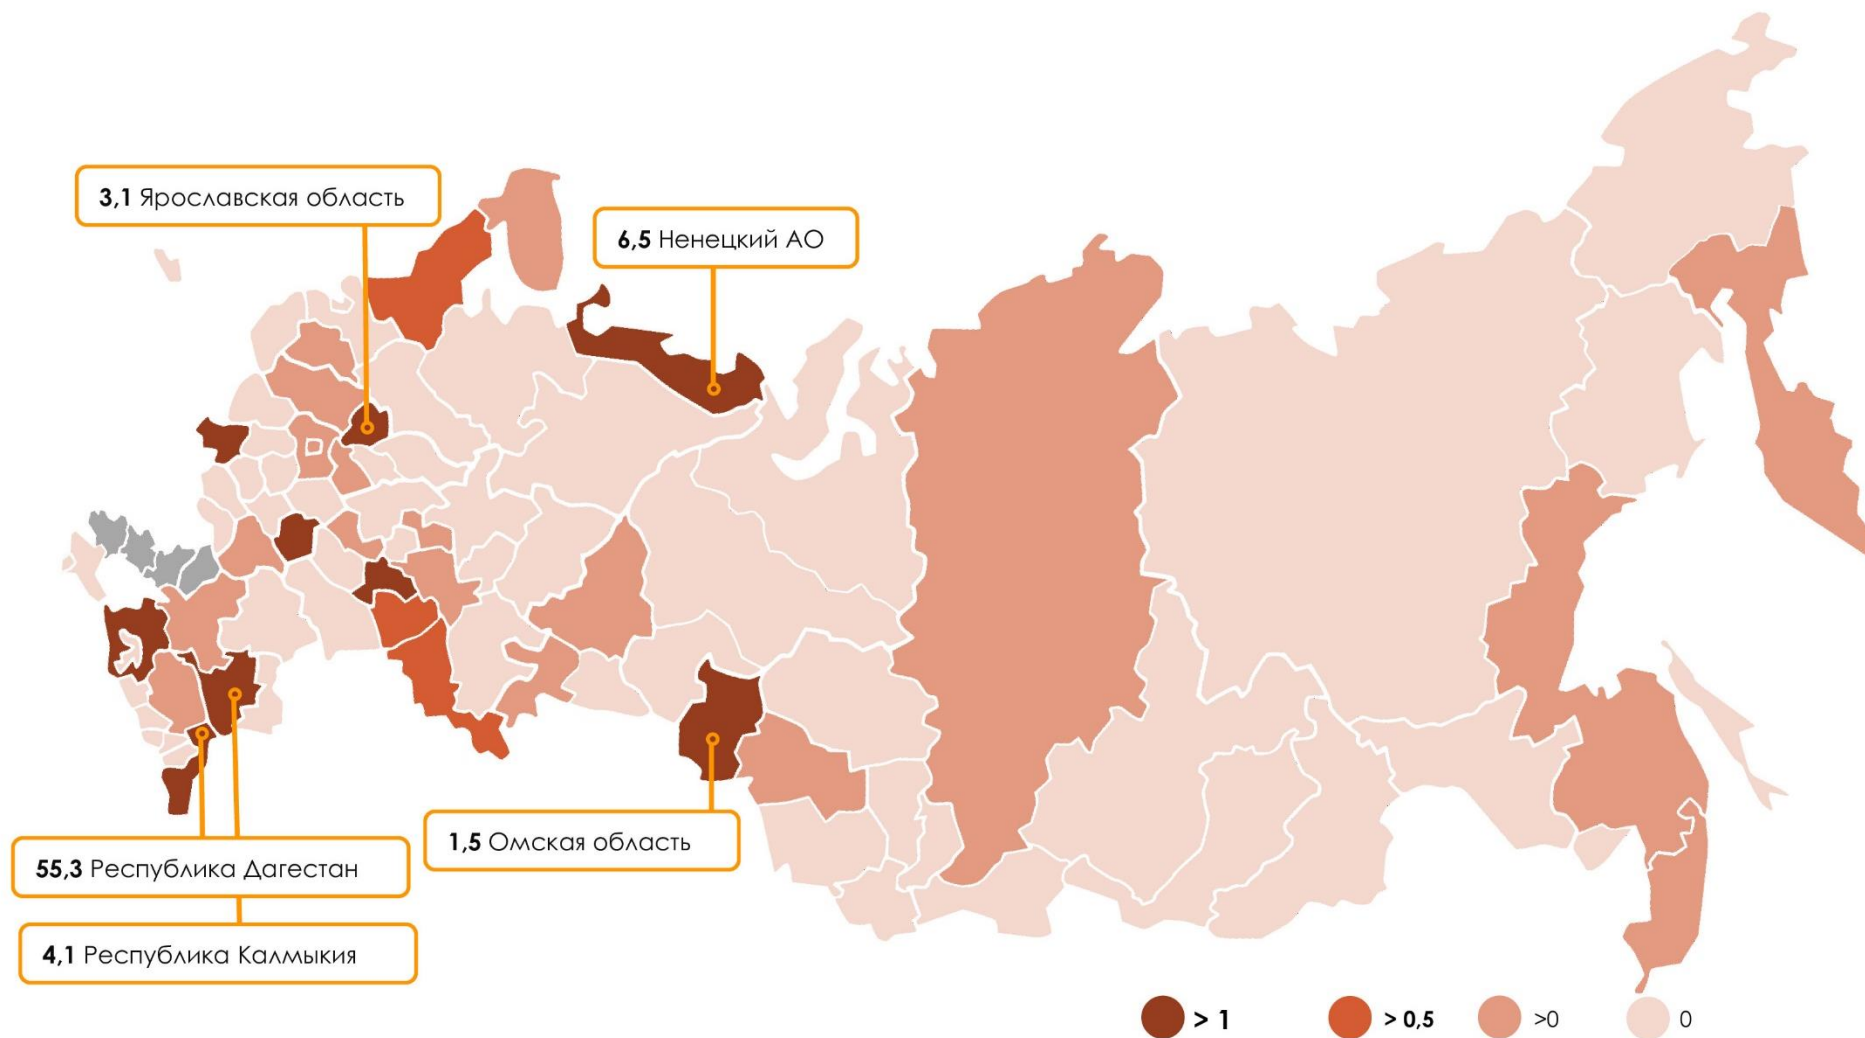 3,1 Ярославская область
6,5 Ненецкий АО
1,5 Омская область
55,3 Республика Дагестан
4,1 Республика Калмыкия
> 1
> 0,5
>0
0